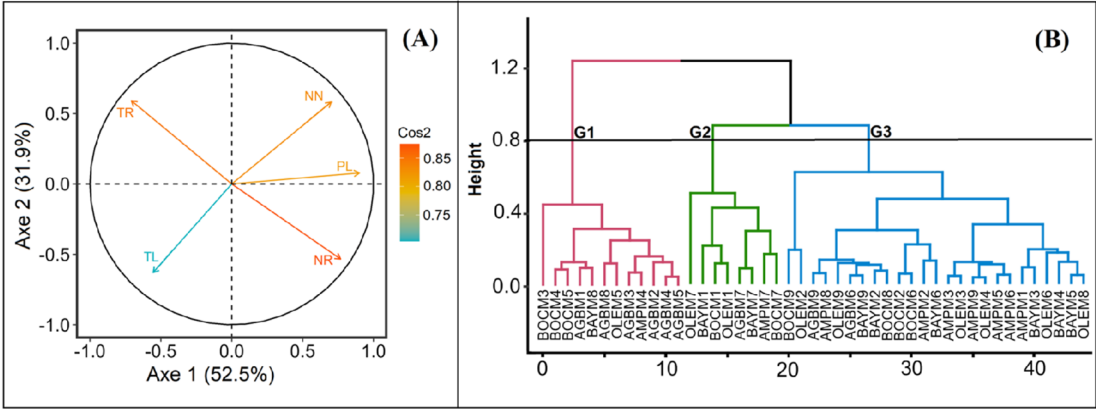 (A)
1.0
0.5
0.0
-0.5
-1.0
Axe 2 (31.9%)
TR
NN
PL
TL
NR
-1.0 -0.5 0.0 0.5 1.0
Axe 1 (52.5%)
Cos2
0.85
0.80
0.75
(B)
1.2
0.8
0.4
0.0
Height
G1 G2 G3
BOCM3
BOCM4
BOCM5
AGBM1
BAYM8
AGBM8
OLEM5
AGBM3
AMPM4
AGBM2
AGBM4
AGBM5
OLEM7
BAYM1
BOCM1
OLEM1
AGBM7
BAYM7
AMPM7
BOCM7
BOCM9
OLEM2
AGBM9
AMPM8
OLEM9
AGBM6
BAYM9
BAYM2
BOCM8
BOCM2
BOCM6
AMPM2
BAYM6
AMPM3
OLEM3
AMPM9
OLEM4
AMPM5
AMPM6
AMPM1
BAYM3
OLEM6
BAYM4
BAYM5
OLEM8
0 10 20 30 40